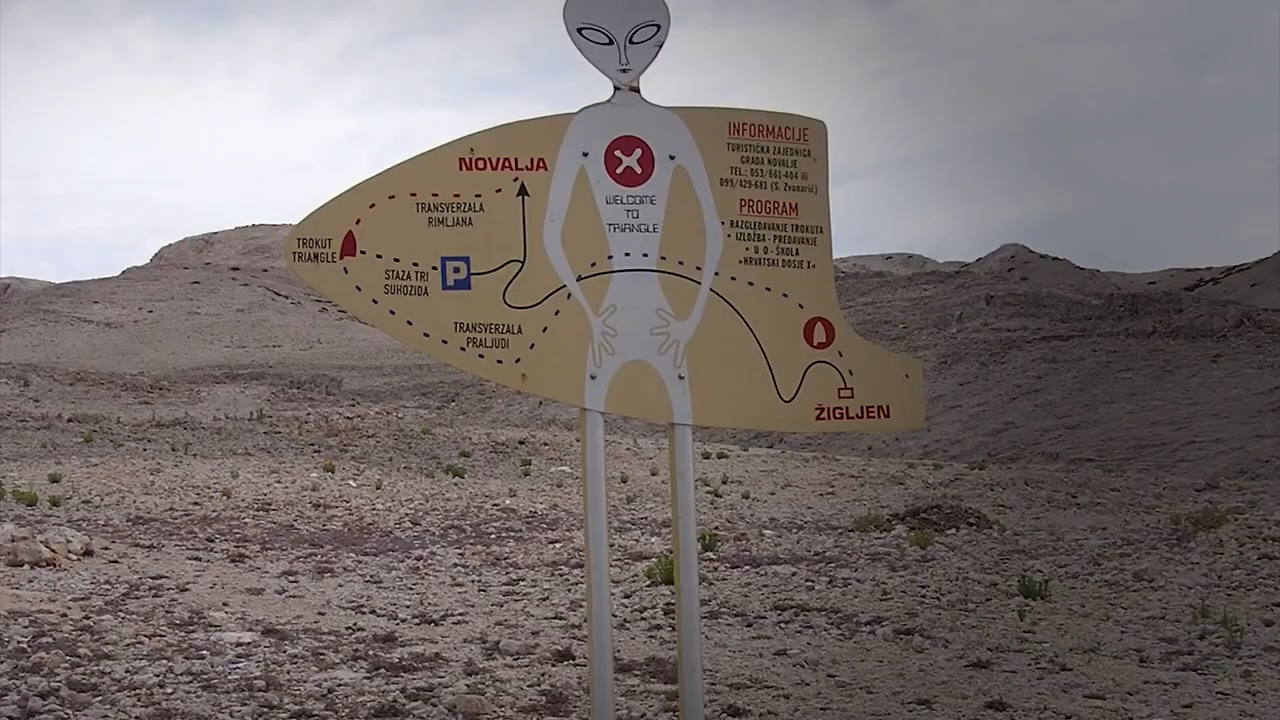 NOVALJA
TRANSVERZALA
RIMLJANA
TROKUT
TRIANGLE
STAZA TRI
SUHOZIDA
P
TRANSVERZALA
PRALJUDI
WELCOME
TO
TRIANGLE
INFORMACIJE
TURISTIČKA ZAJEDNICA
GRADA NOVALJE
TEL.: 053/661-404 ili
099/429-681 (S. Zvonarić)
PROGRAM
• RAZGLEDAVANJE TROKUTA
• IZLOŽBA - PREDAVANJE
• U O - ŠKOLA
»HRVATSKI DOSJE X«
ŽIGLJEN